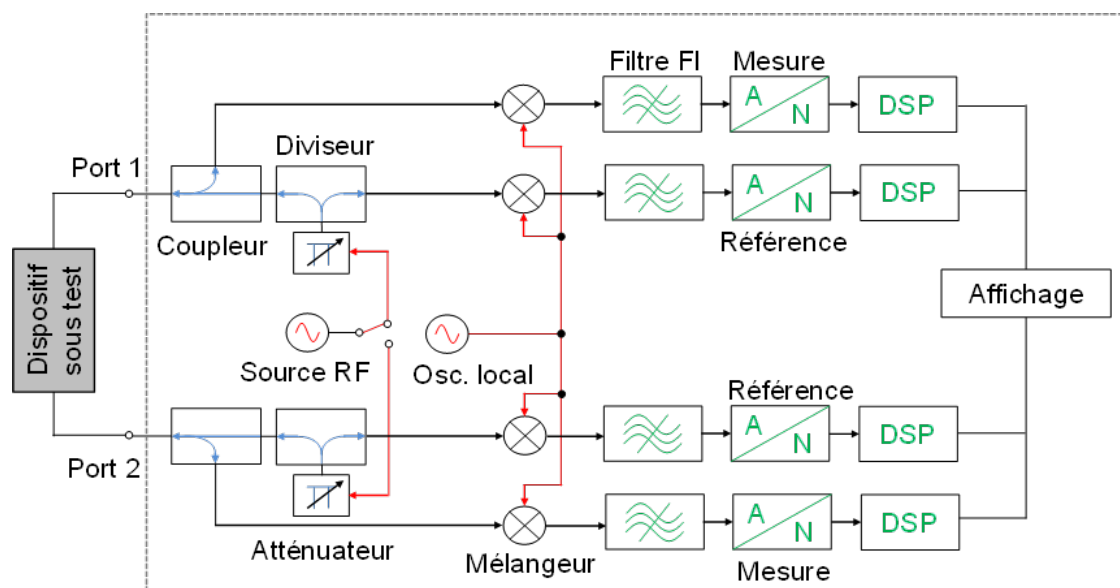 Filtre FI
Mesure
A
N
DSP
Port 1
Diviseur
A
N
DSP
Coupleur
Référence
Dispositif
sous test
Affichage
Source RF
Osc. local
Référence
A
N
DSP
Port 2
Atténuateur
Mélangeur
A
N
DSP
Mesure